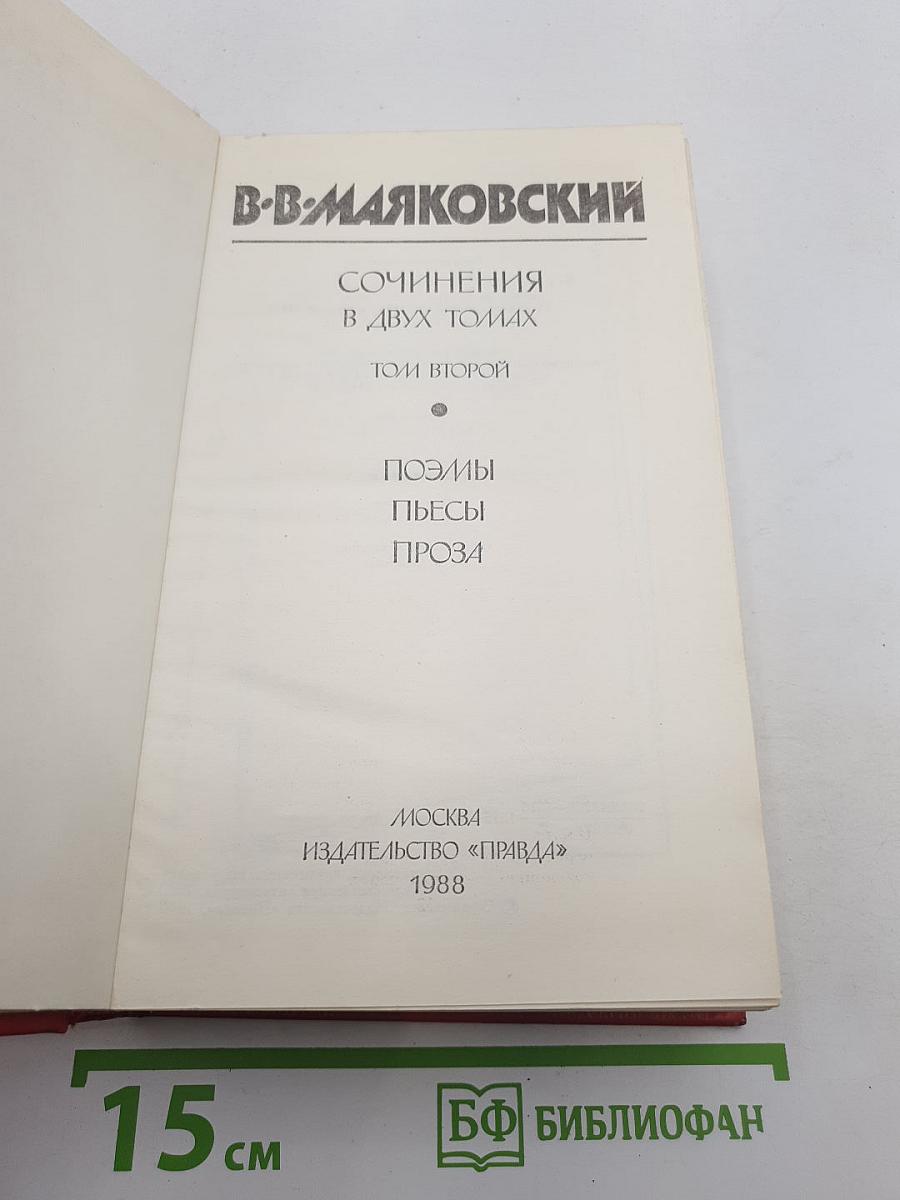 В·В·МАЯКОВСКИЙ
СОЧИНЕНИЯ
В ДВУХ ТОМАХ
ТОМ ВТОРОЙ
ПОЭМЫ
ПЬЕСЫ
ПРОЗА
МОСКВА
ИЗДАТЕЛЬСТВО «ПРАВДА»
1988
15 см
БФ БИБЛИОФАН